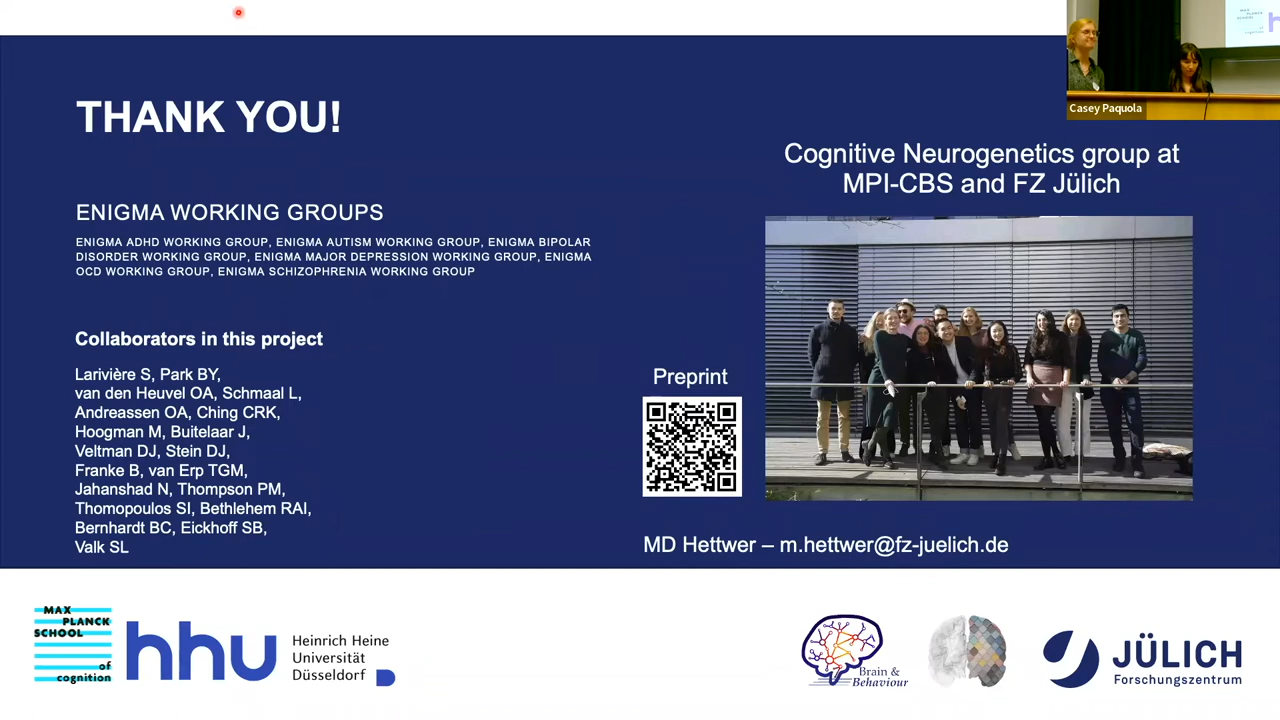 THANK YOU!
ENIGMA WORKING GROUPS
ENIGMA ADHD WORKING GROUP, ENIGMA AUTISM WORKING GROUP, ENIGMA BIPOLAR
DISORDER WORKING GROUP, ENIGMA MAJOR DEPRESSION WORKING GROUP, ENIGMA
OCD WORKING GROUP, ENIGMA SCHIZOPHRENIA WORKING GROUP
Collaborators in this project
Larivière S, Park BY,
van den Heuvel OA, Schmaal L,
Andreassen OA, Ching CRK,
Hoogman M, Buitelaar J,
Veltman DJ, Stein DJ,
Franke B, van Erp TGM,
Jahanshad N, Thompson PM,
Thomopoulos SI, Bethlehem RAI,
Bernhardt BC, Eickhoff SB,
Valk SL
Casey Paquola
Cognitive Neurogenetics group at
MPI-CBS and FZ Jülich
Preprint
MD Hettwer – m.hettwer@fz-juelich.de
MAX
PLANCK
SCHOOL
of
cognition
hhu
Heinrich Heine
Universität
Düsseldorf
Brain &
Behaviour
JÜLICH
Forschungszentrum